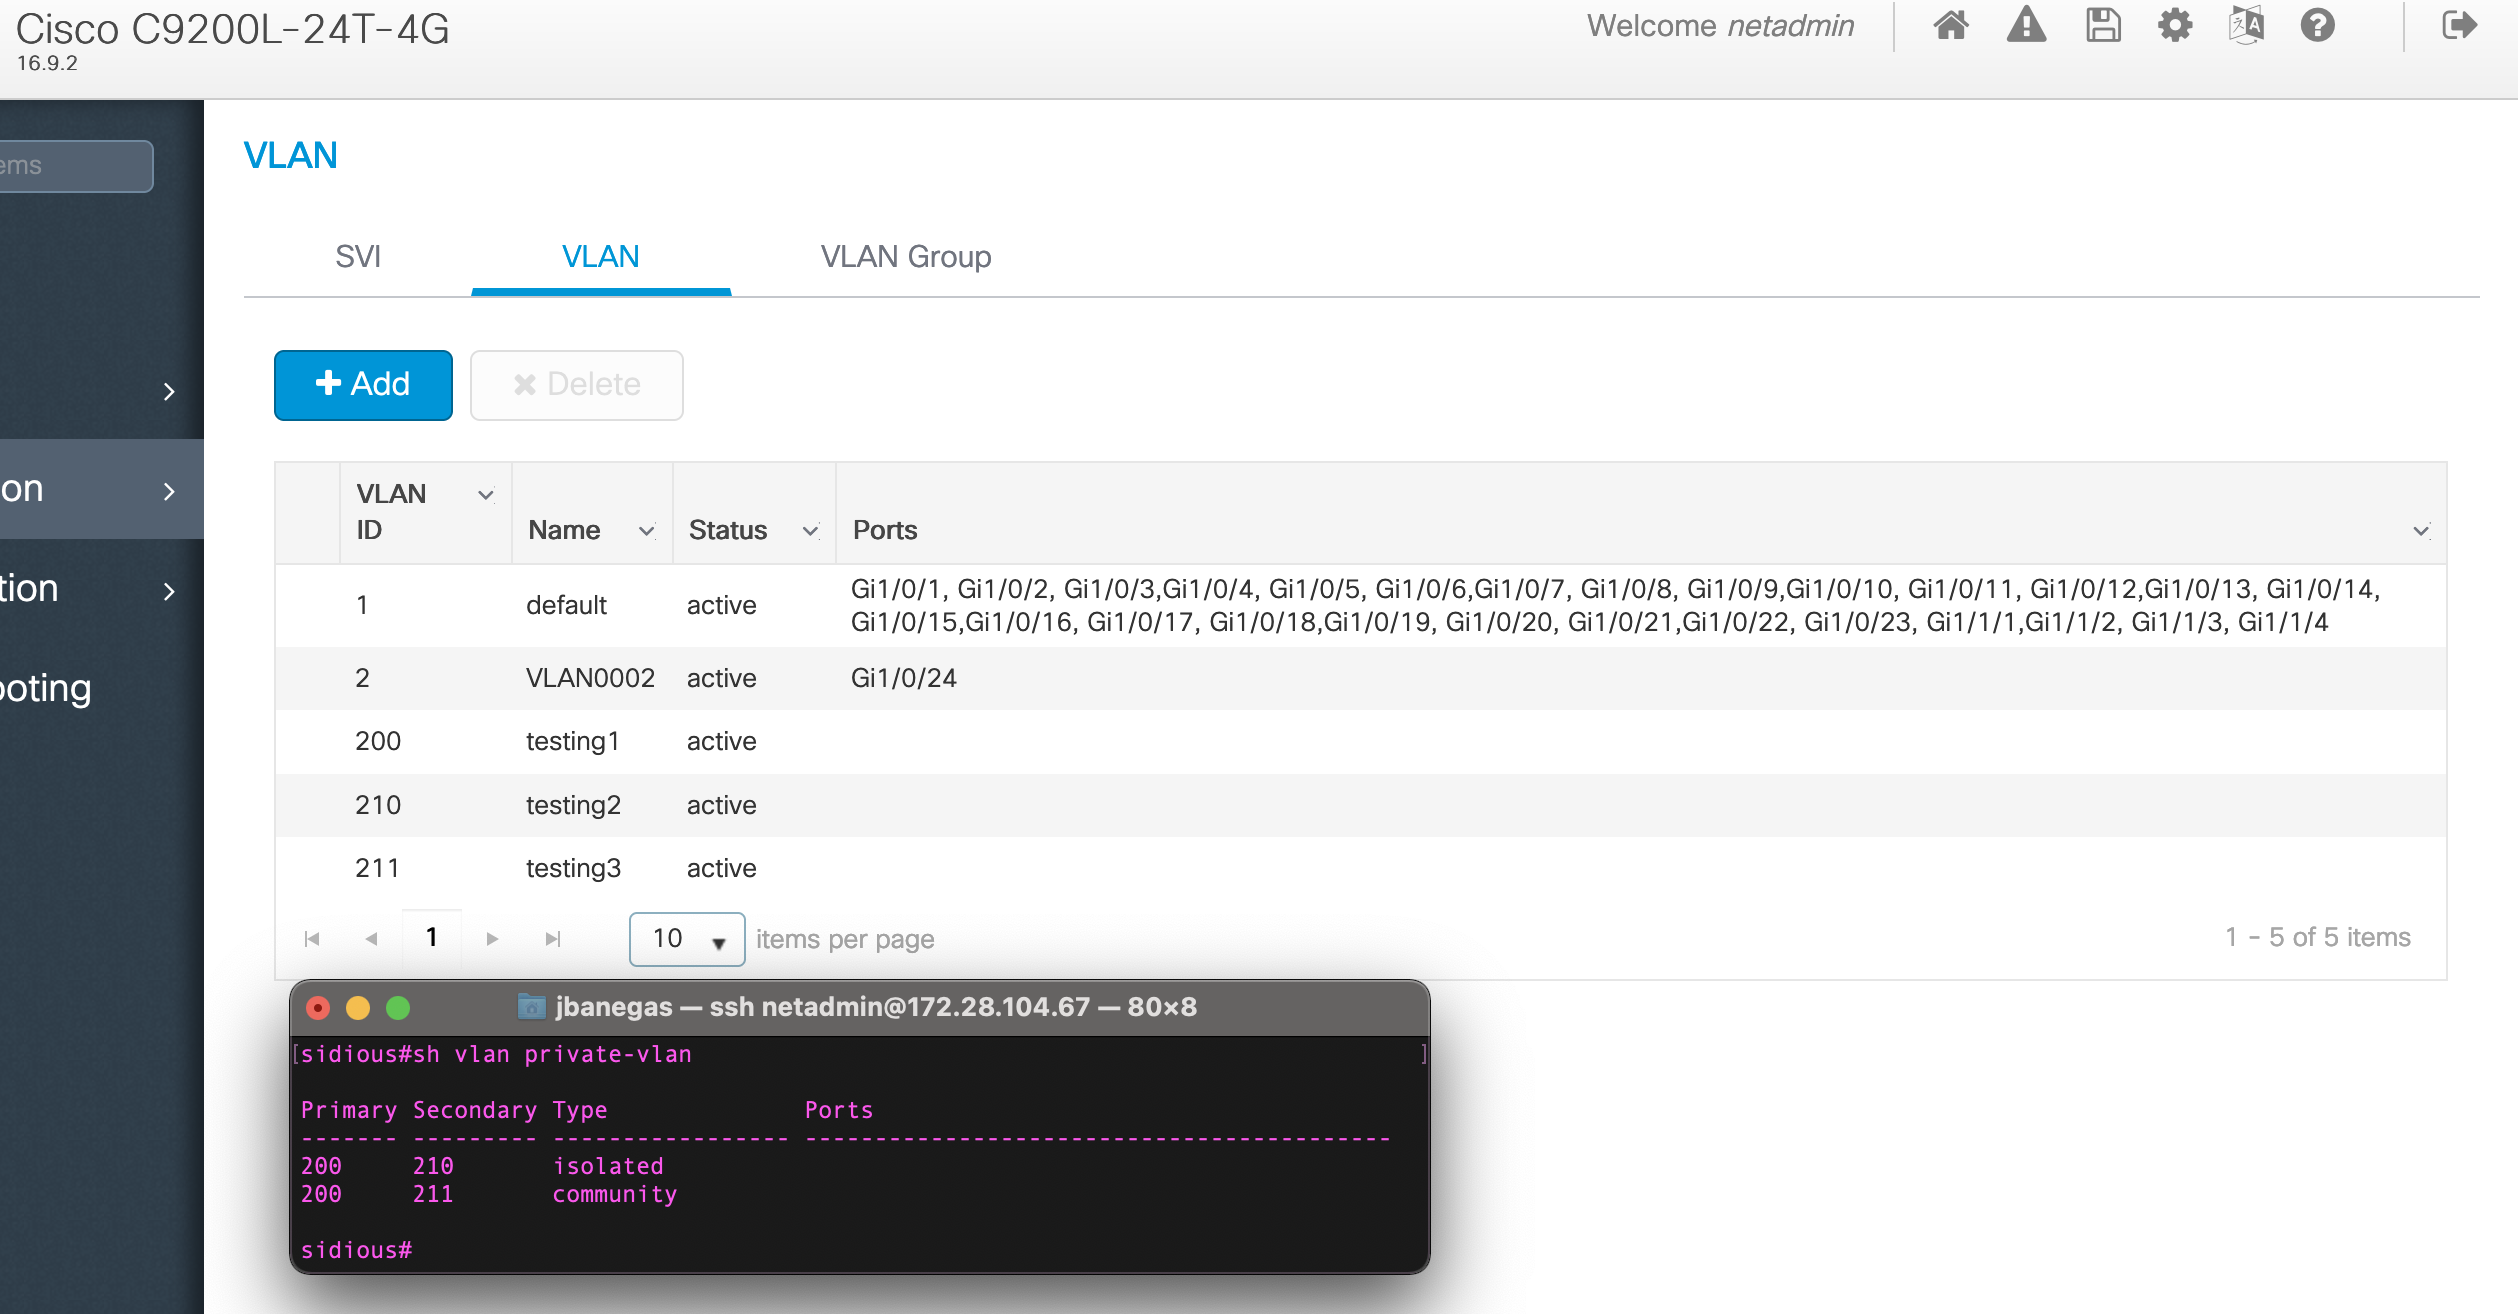 Cisco C9200L-24T-4G
16.9.2
Welcome netadmin
ems
on
tion
ooting
VLAN
SVI VLAN VLAN Group
Add Delete
VLAN ID Name Status Ports
1 default active Gi1/0/1, Gi1/0/2, Gi1/0/3,Gi1/0/4, Gi1/0/5, Gi1/0/6,Gi1/0/7, Gi1/0/8, Gi1/0/9,Gi1/0/10, Gi1/0/11, Gi1/0/12,Gi1/0/13, Gi1/0/14,
Gi1/0/15,Gi1/0/16, Gi1/0/17, Gi1/0/18,Gi1/0/19, Gi1/0/20, Gi1/0/21,Gi1/0/22, Gi1/0/23, Gi1/1/1,Gi1/1/2, Gi1/1/3, Gi1/1/4
2 VLAN0002 active Gi1/0/24
200 testing1 active
210 testing2 active
211 testing3 active
1 10 items per page 1 - 5 of 5 items
jbanegas — ssh netadmin@172.28.104.67 — 80×8
[sidious#sh vlan private-vlan ]
Primary Secondary Type Ports
------- --------- ----------------- ------------------------------------------
200 210 isolated
200 211 community
sidious#